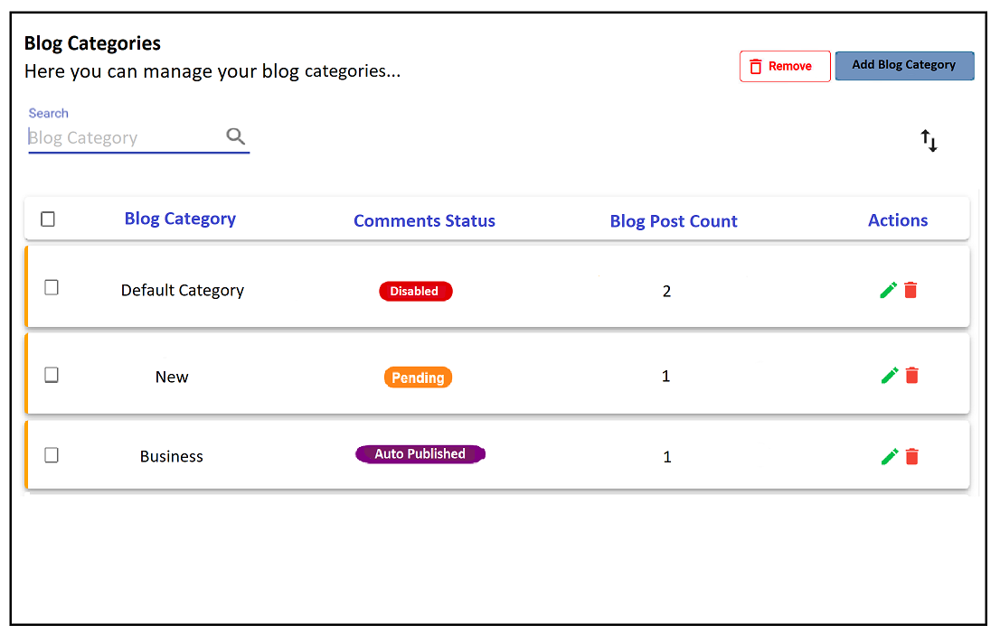 Blog Categories
Here you can manage your blog categories...
Remove
Add Blog Category
Search
Blog Category
Blog Category Comments Status Blog Post Count Actions
Default Category Disabled 2
New Pending 1
Business Auto Published 1